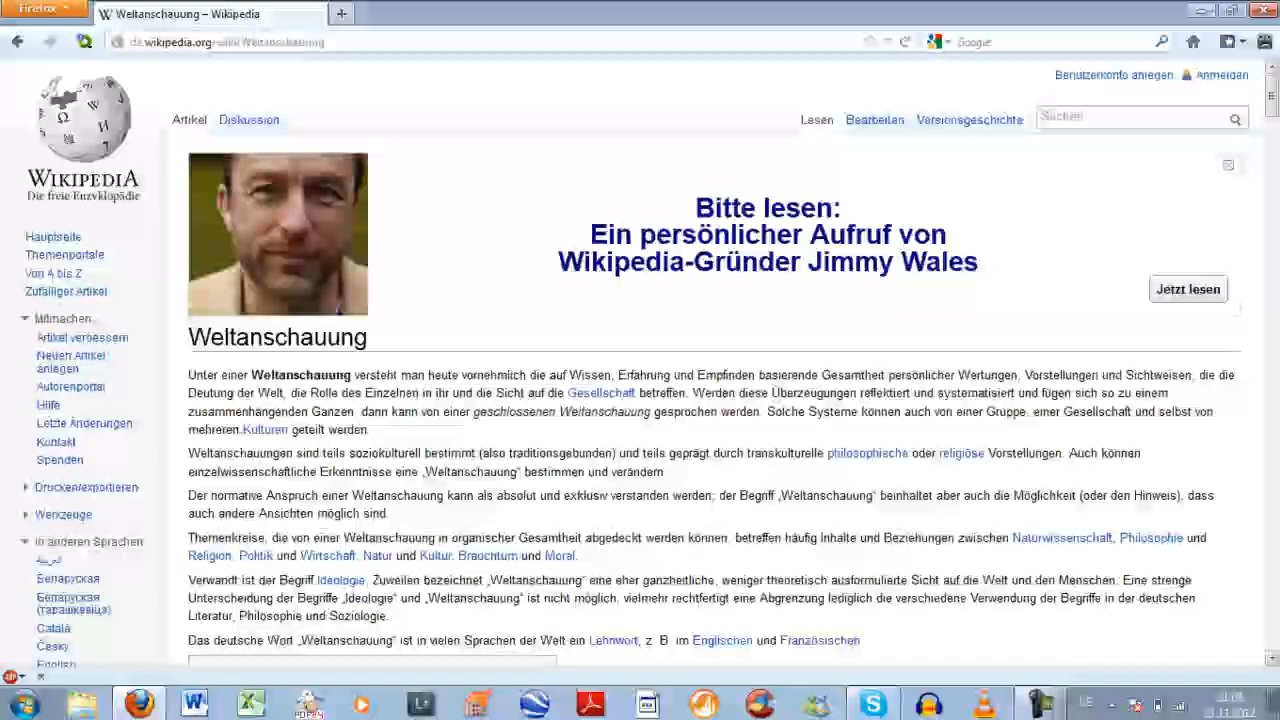 Firefox
Weltanschauung – Wikipedia
de.wikipedia.org/wiki/Weltanschauung
Google
Benutzerkonto anlegen Anmelden
WIKIPEDIA
Die freie Enzyklopädie
Artikel Diskussion
Lesen Bearbeiten Versionsgeschichte
Suchen
Bitte lesen:
Ein persönlicher Aufruf von
Wikipedia-Gründer Jimmy Wales
Jetzt lesen
Hauptseite
Themenportale
Von A bis Z
Zufälliger Artikel
Mitmachen
Artikel verbessern
Neuen Artikel
anlegen
Autorenportal
Hilfe
Letzte Änderungen
Kontakt
Spenden
Drucken/exportieren
Werkzeuge
In anderen Sprachen
العربية
Беларуская
Беларуская
(тарашкевіца)
Català
Česky
English
Weltanschauung
Unter einer Weltanschauung versteht man heute vornehmlich die auf Wissen, Erfahrung und Empfinden basierende Gesamtheit persönlicher Wertungen, Vorstellungen und Sichtweisen, die die
Deutung der Welt, die Rolle des Einzelnen in ihr und die Sicht auf die Gesellschaft betreffen. Werden diese Überzeugungen reflektiert und systematisiert und fügen sich so zu einem
zusammenhängenden Ganzen, dann kann von einer geschlossenen Weltanschauung gesprochen werden. Solche Systeme können auch von einer Gruppe, einer Gesellschaft und selbst von
mehreren Kulturen geteilt werden.
Weltanschauungen sind teils soziokulturell bestimmt (also traditionsgebunden) und teils geprägt durch transkulturelle philosophische oder religiöse Vorstellungen. Auch können
einzelwissenschaftliche Erkenntnisse eine „Weltanschauung“ bestimmen und verändern.
Der normative Anspruch einer Weltanschauung kann als absolut und exklusiv verstanden werden; der Begriff „Weltanschauung“ beinhaltet aber auch die Möglichkeit (oder den Hinweis), dass
auch andere Ansichten möglich sind.
Themenkreise, die von einer Weltanschauung in organischer Gesamtheit abgedeckt werden können, betreffen häufig Inhalte und Beziehungen zwischen Naturwissenschaft, Philosophie und
Religion, Politik und Wirtschaft, Natur und Kultur, Brauchtum und Moral.
Verwandt ist der Begriff Ideologie. Zuweilen bezeichnet „Weltanschauung“ eine eher ganzheitliche, weniger theoretisch ausformulierte Sicht auf die Welt und den Menschen. Eine strenge
Unterscheidung der Begriffe „Ideologie“ und „Weltanschauung“ ist nicht möglich, vielmehr rechtfertigt eine Abgrenzung lediglich die verschiedene Verwendung der Begriffe in der deutschen
Literatur, Philosophie und Soziologie.
Das deutsche Wort „Weltanschauung“ ist in vielen Sprachen der Welt ein Lehnwort, z. B. im Englischen und Französischen
DE